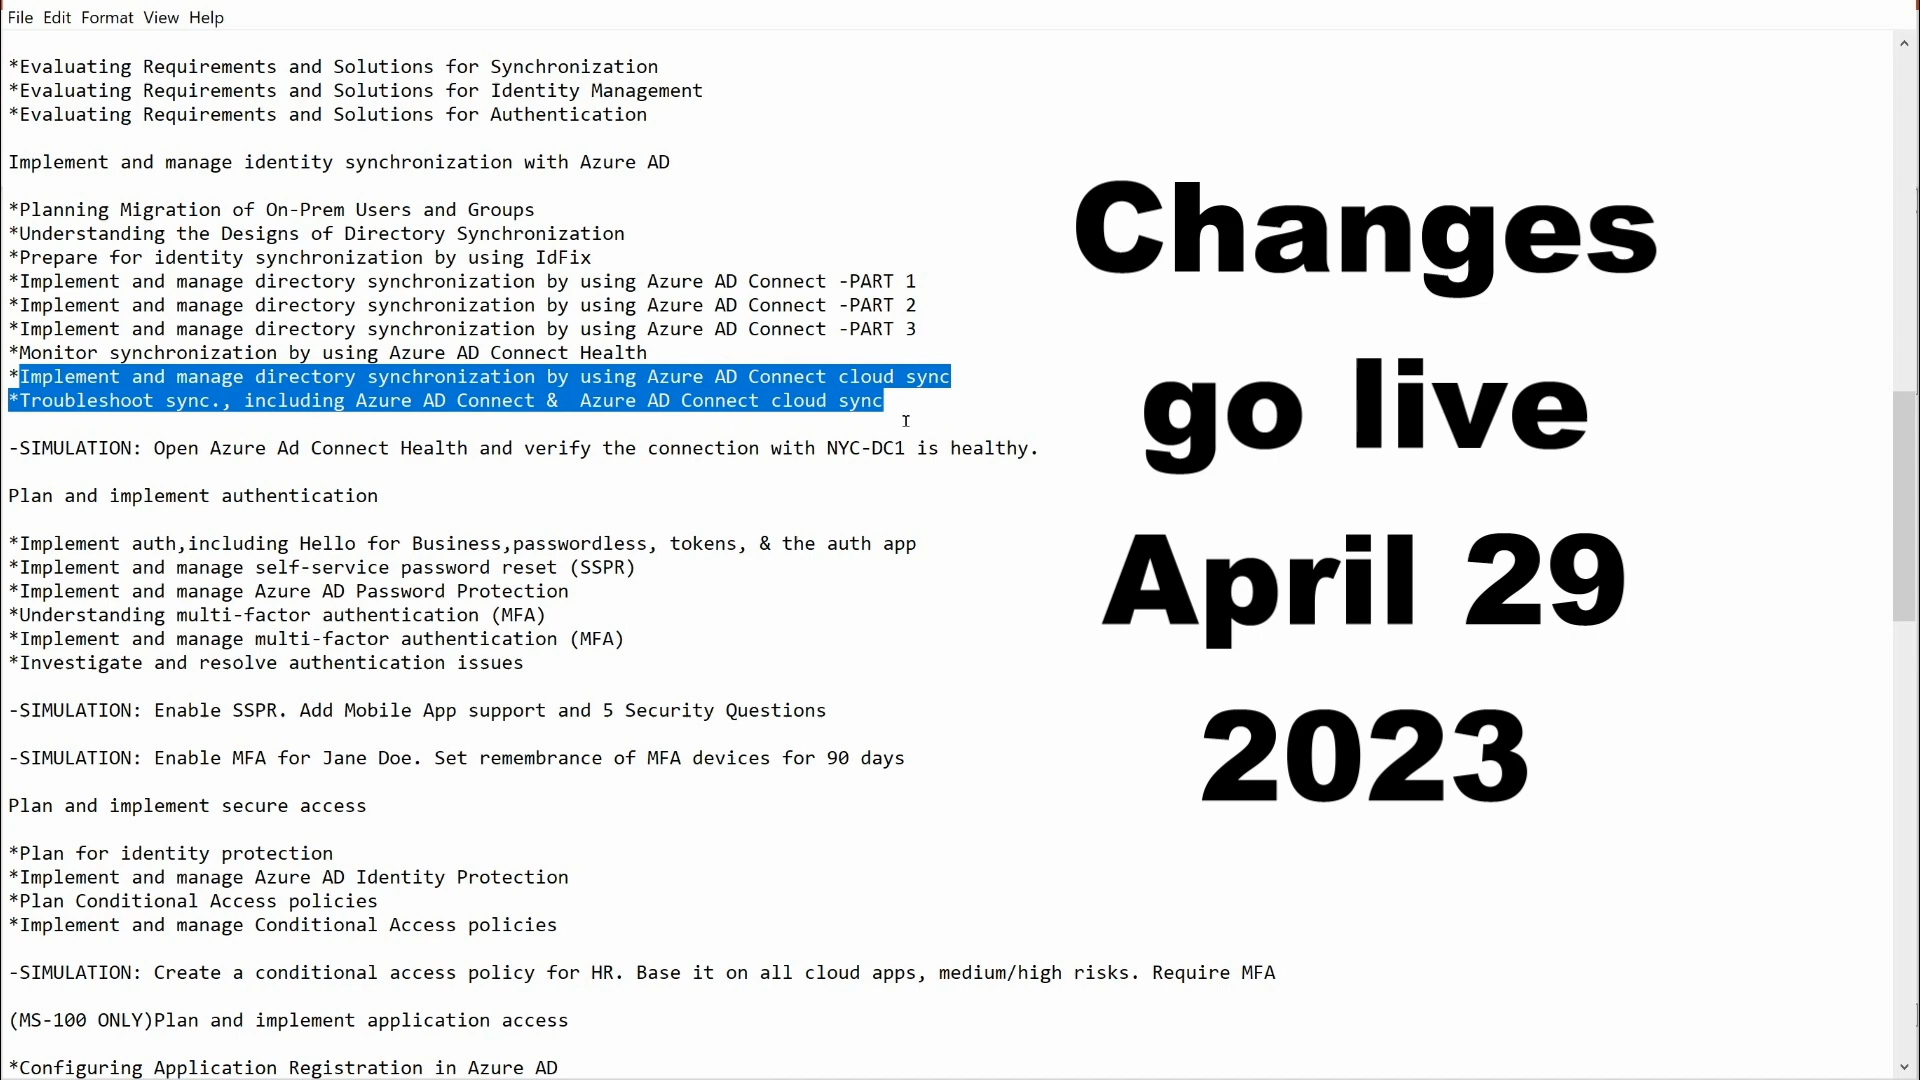 File Edit Format View Help
*Evaluating Requirements and Solutions for Synchronization
*Evaluating Requirements and Solutions for Identity Management
*Evaluating Requirements and Solutions for Authentication
Implement and manage identity synchronization with Azure AD
*Planning Migration of On-Prem Users and Groups
*Understanding the Designs of Directory Synchronization
*Prepare for identity synchronization by using IdFix
*Implement and manage directory synchronization by using Azure AD Connect -PART 1
*Implement and manage directory synchronization by using Azure AD Connect -PART 2
*Implement and manage directory synchronization by using Azure AD Connect -PART 3
*Monitor synchronization by using Azure AD Connect Health
*Implement and manage directory synchronization by using Azure AD Connect cloud sync
*Troubleshoot sync., including Azure AD Connect &  Azure AD Connect cloud sync
-SIMULATION: Open Azure Ad Connect Health and verify the connection with NYC-DC1 is healthy.
Plan and implement authentication
*Implement auth,including Hello for Business,passwordless, tokens, & the auth app
*Implement and manage self-service password reset (SSPR)
*Implement and manage Azure AD Password Protection
*Understanding multi-factor authentication (MFA)
*Implement and manage multi-factor authentication (MFA)
*Investigate and resolve authentication issues
-SIMULATION: Enable SSPR. Add Mobile App support and 5 Security Questions
-SIMULATION: Enable MFA for Jane Doe. Set remembrance of MFA devices for 90 days
Plan and implement secure access
*Plan for identity protection
*Implement and manage Azure AD Identity Protection
*Plan Conditional Access policies
*Implement and manage Conditional Access policies
-SIMULATION: Create a conditional access policy for HR. Base it on all cloud apps, medium/high risks. Require MFA
(MS-100 ONLY)Plan and implement application access
*Configuring Application Registration in Azure AD
Changes
go live
April 29
2023